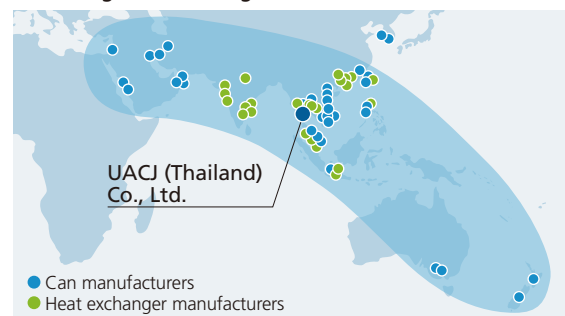 UACJ (Thailand)
Co., Ltd.
Can manufacturers
Heat exchanger manufacturers